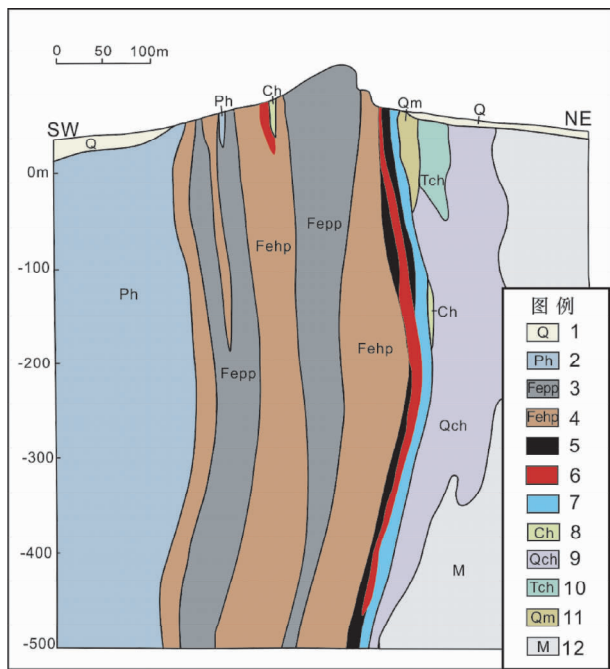 0 50 100m
SW
NE
Q
Ph
Ch
Qm
Q
0m
Tch
Fepp
Fehp
-100
Ph
Ch
Fehp
-200
Fepp
Qch
-300
-400
M
-500
图例
Q 1
Ph 2
Fepp 3
Fehp 4
5
6
7
Ch 8
Qch 9
Tch 10
Qm 11
M 12